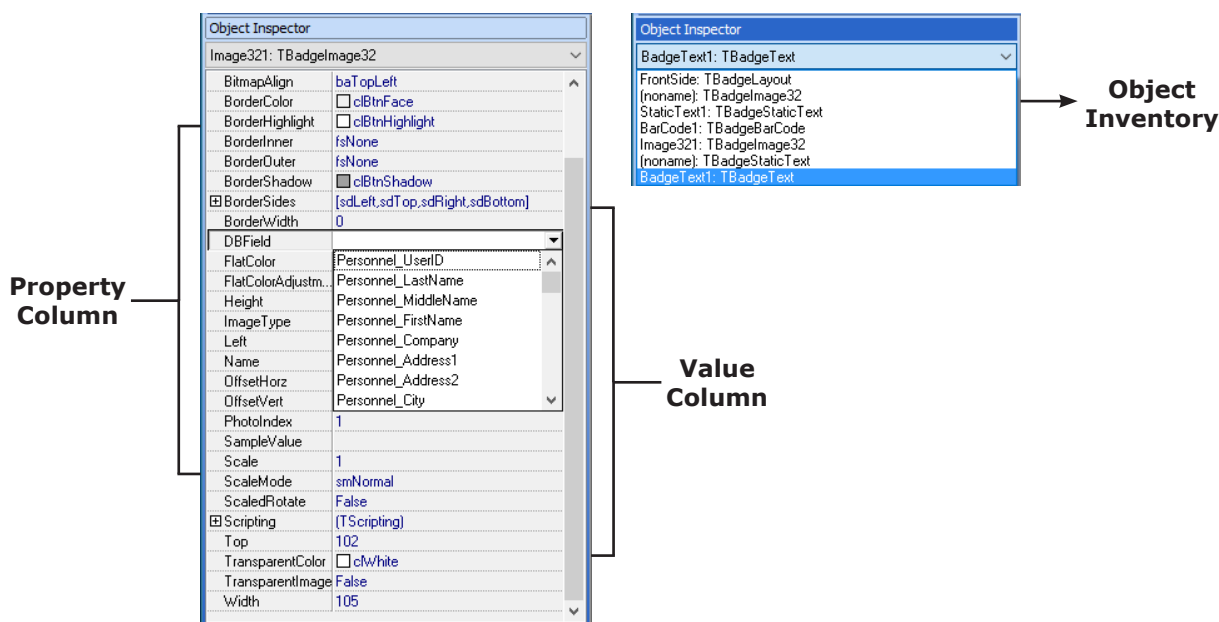 Object Inspector
Image321: TBadgeImage32
BitmapAlign baTopLeft
BorderColor clBtnFace
BorderHighlight clBtnHighlight
BorderInner fsNone
BorderOuter fsNone
BorderShadow clBtnShadow
BorderSides [sdLeft,sdTop,sdRight,sdBottom]
BorderWidth 0
DBField
FlatColor Personnel_UserID
FlatColorAdjustm... Personnel_LastName
Height Personnel_MiddleName
ImageType Personnel_FirstName
Left Personnel_Company
Name Personnel_Address1
OffsetHorz Personnel_Address2
OffsetVert Personnel_City
PhotoIndex 1
SampleValue
Scale 1
ScaleMode smNormal
ScaledRotate False
Scripting (TScripting)
Top 102
TransparentColor clWhite
TransparentImage False
Width 105
Property
Column
Value
Column
Object Inspector
BadgeText1: TBadgeText
FrontSide: TBadgeLayout
(noname): TBadgeImage32
StaticText1: TBadgeStaticText
BarCode1: TBadgeBarCode
Image321: TBadgeImage32
(noname): TBadgeStaticText
BadgeText1: TBadgeText
Object
Inventory